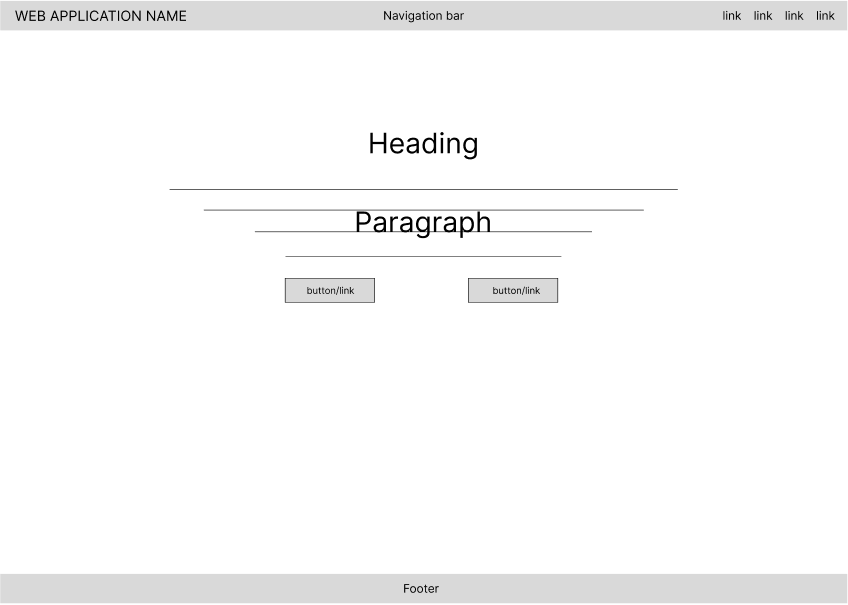 WEB APPLICATION NAME Navigation bar link link link link
Heading
Paragraph
button/link button/link
Footer